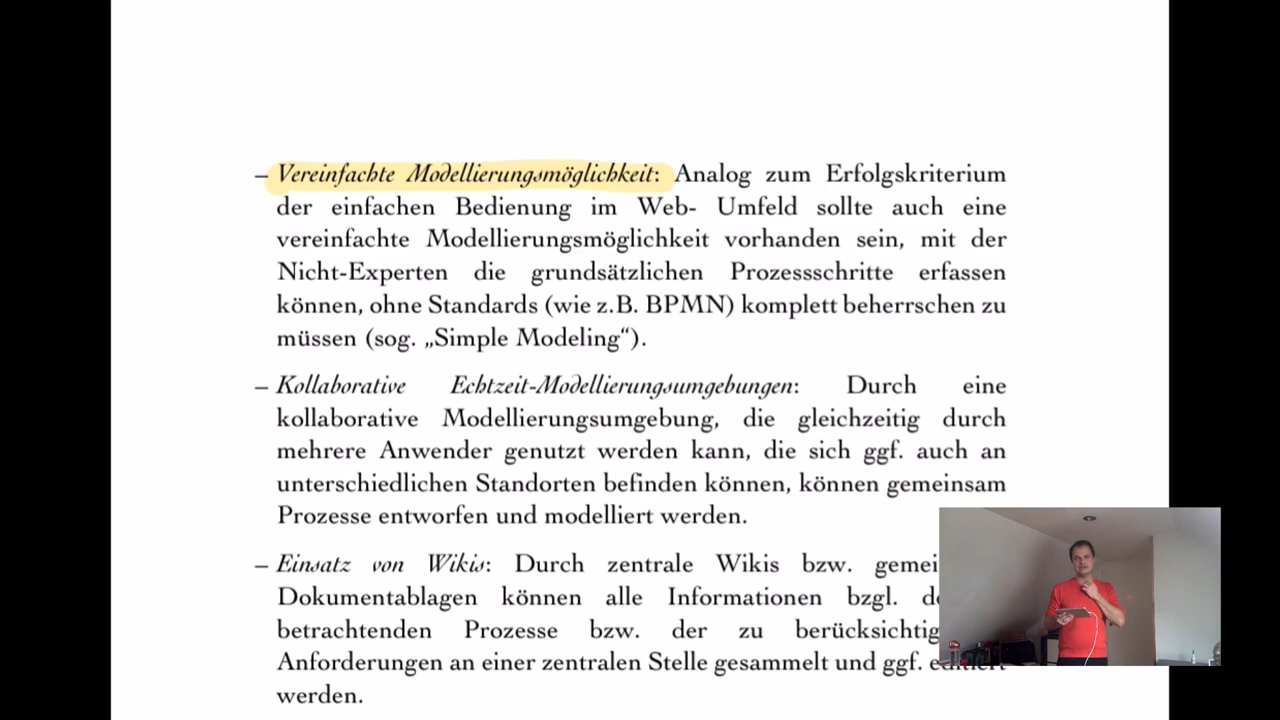 – Vereinfachte Modellierungsmöglichkeit: Analog zum Erfolgskriterium
der einfachen Bedienung im Web- Umfeld sollte auch eine
vereinfachte Modellierungsmöglichkeit vorhanden sein, mit der
Nicht-Experten die grundsätzlichen Prozessschritte erfassen
können, ohne Standards (wie z.B. BPMN) komplett beherrschen zu
müssen (sog. „Simple Modeling“).
– Kollaborative Echtzeit-Modellierungsumgebungen: Durch eine
kollaborative Modellierungsumgebung, die gleichzeitig durch
mehrere Anwender genutzt werden kann, die sich ggf. auch an
unterschiedlichen Standorten befinden können, können gemeinsam
Prozesse entworfen und modelliert werden.
– Einsatz von Wikis: Durch zentrale Wikis bzw.
Dokumentablagen können alle Informationen bzgl.
betrachtenden Prozesse bzw. der zu
Anforderungen an einer zentralen Stelle gesammelt und ggf. editiert
werden.